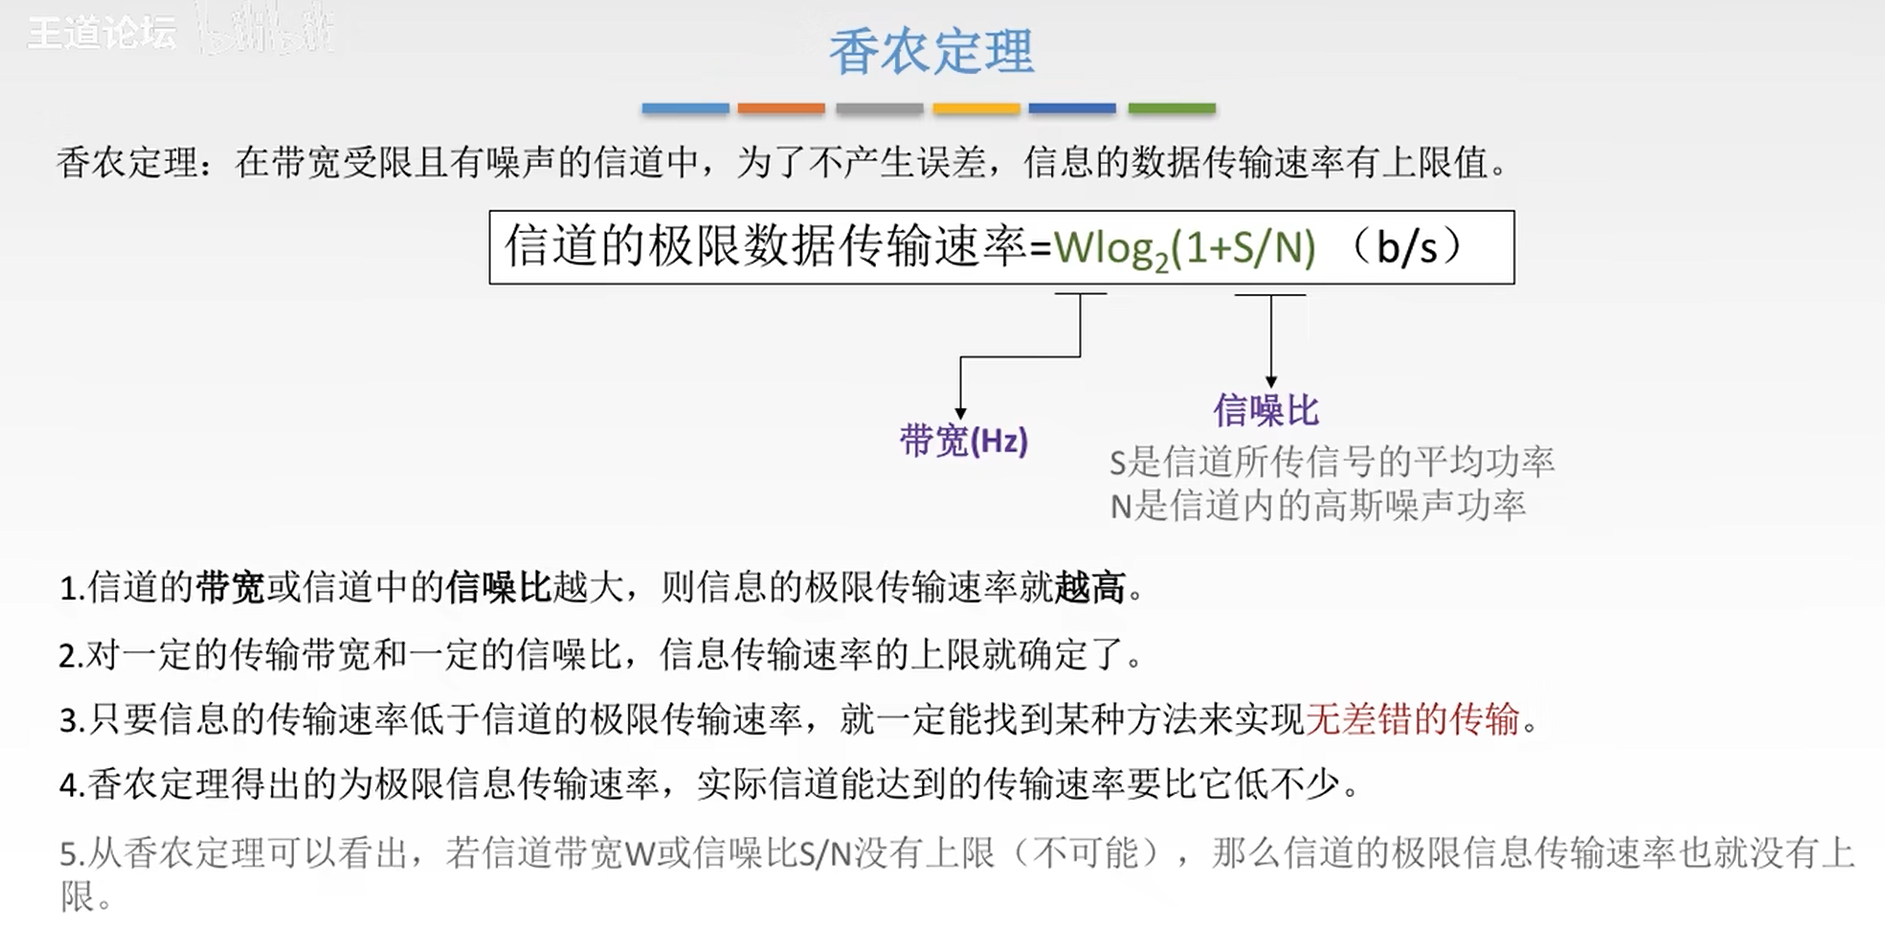 王道论坛 bilibili
香农定理
香农定理：在带宽受限且有噪声的信道中，为了不产生误差，信息的数据传输速率有上限值。
信道的极限数据传输速率=Wlog₂(1+S/N) （b/s）
信噪比
带宽(Hz)
S是信道所传信号的平均功率
N是信道内的高斯噪声功率
1.信道的带宽或信道中的信噪比越大，则信息的极限传输速率就越高。
2.对一定的传输带宽和一定的信噪比，信息传输速率的上限就确定了。
3.只要信息的传输速率低于信道的极限传输速率，就一定能找到某种方法来实现无差错的传输。
4.香农定理得出的为极限信息传输速率，实际信道能达到的传输速率要比它低不少。
5.从香农定理可以看出，若信道带宽W或信噪比S/N没有上限（不可能），那么信道的极限信息传输速率也就没有上
限。